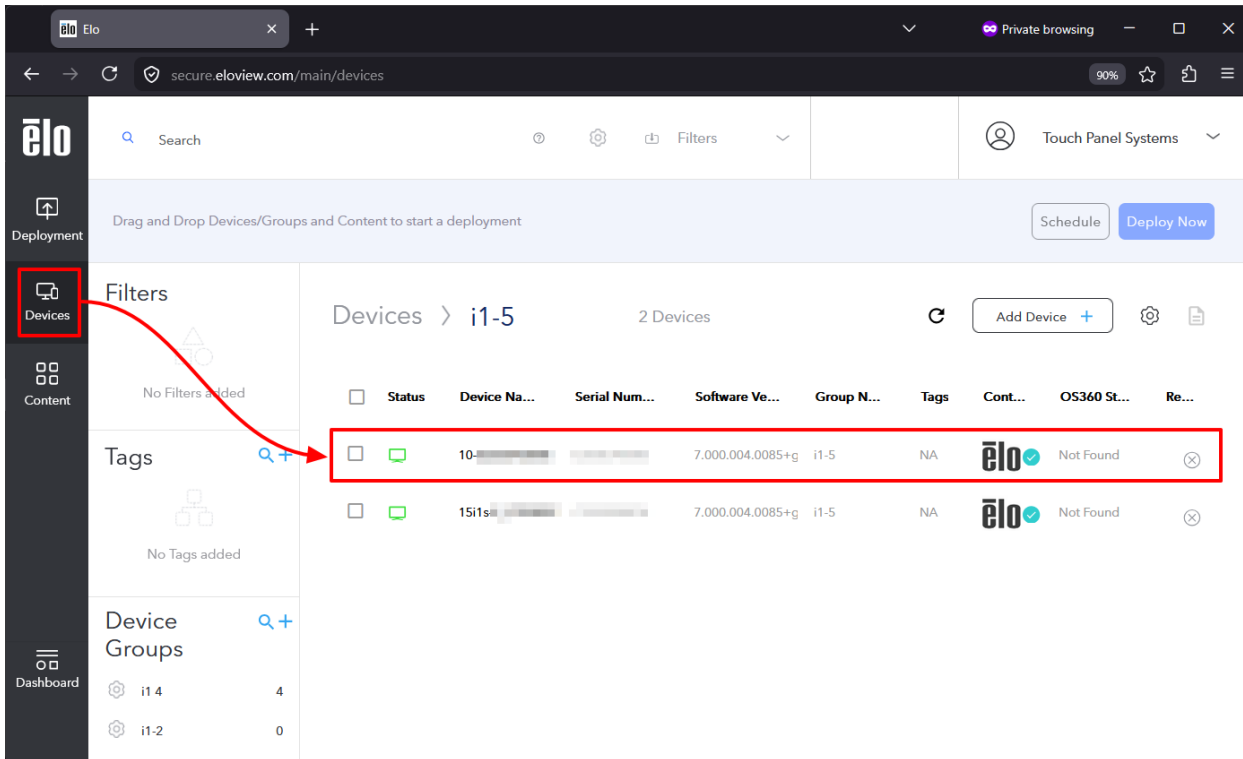 elo Elo
Private browsing
secure.eloview.com/main/devices
90%
ēlo
Search
Filters
Touch Panel Systems
Deployment
Drag and Drop Devices/Groups and Content to start a deployment
Schedule
Deploy Now
Devices
Filters
No Filters added
Devices > i1-5
2 Devices
Add Device +
Content
Status Device Na... Serial Num... Software Ve... Group N... Tags Cont... OS360 St... Re...
Tags
10- 7.000.004.0085+g i1-5 NA ēlo Not Found
15i1s 7.000.004.0085+g i1-5 NA ēlo Not Found
No Tags added
Device
Groups
Dashboard
i1 4 4
i1-2 0